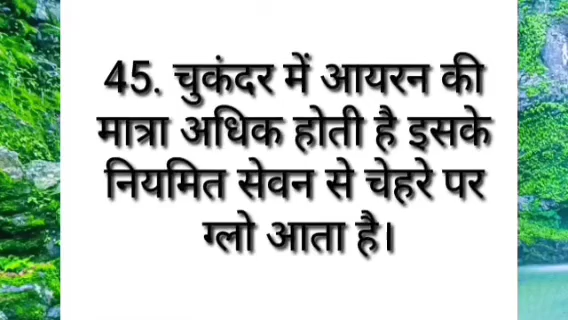 45. चुकंदर में आयरन की
मात्रा अधिक होती है इसके
नियमित सेवन से चेहरे पर
ग्लो आता है।